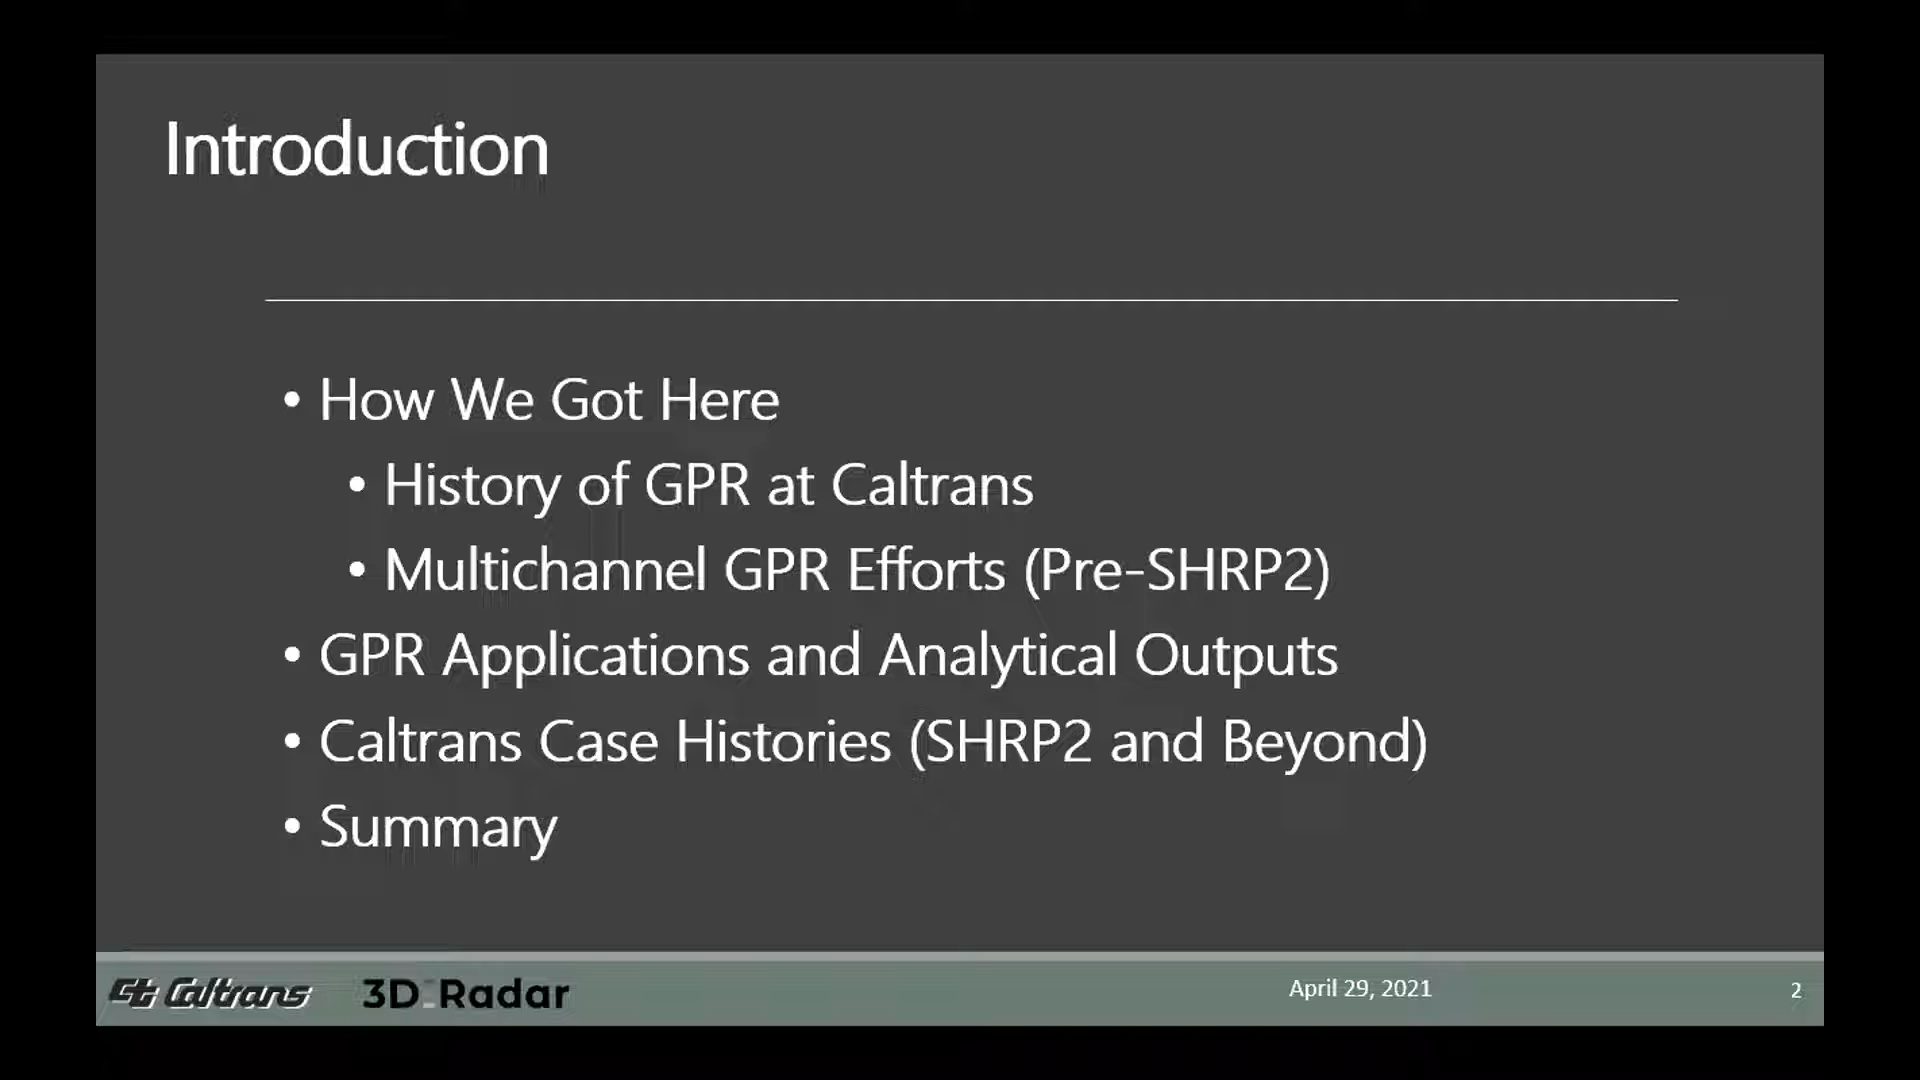 Introduction
• How We Got Here
• History of GPR at Caltrans
• Multichannel GPR Efforts (Pre-SHRP2)
• GPR Applications and Analytical Outputs
• Caltrans Case Histories (SHRP2 and Beyond)
• Summary
Ct Caltrans 3D-Radar April 29, 2021 2